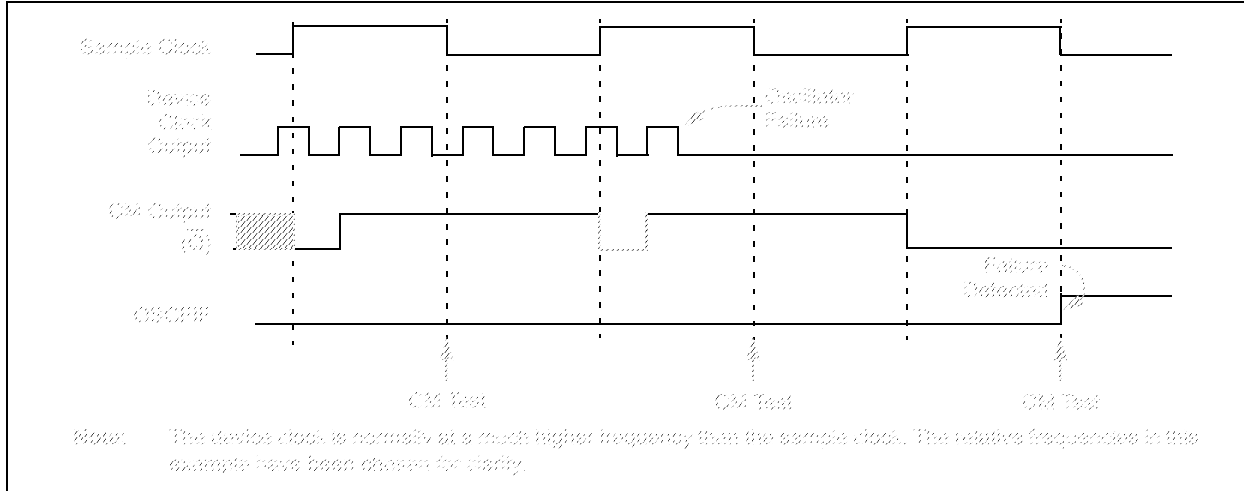 Sample Clock
Device
Clock
Output
Oscillator
Failure
CM Output
(Q)
Failure
Detected
OSCFIF
CM Test
CM Test
CM Test
Note: The device clock is normally at a much higher frequency than the sample clock. The relative frequencies in this
example have been chosen for clarity.